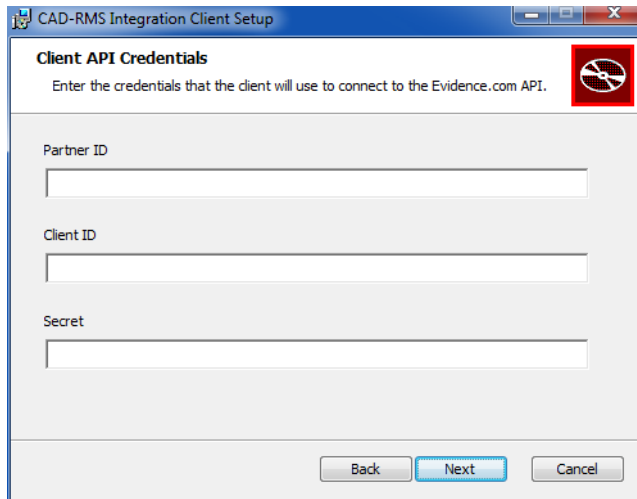 CAD-RMS Integration Client Setup
Client API Credentials
Enter the credentials that the client will use to connect to the Evidence.com API.
Partner ID
Client ID
Secret
Back Next Cancel